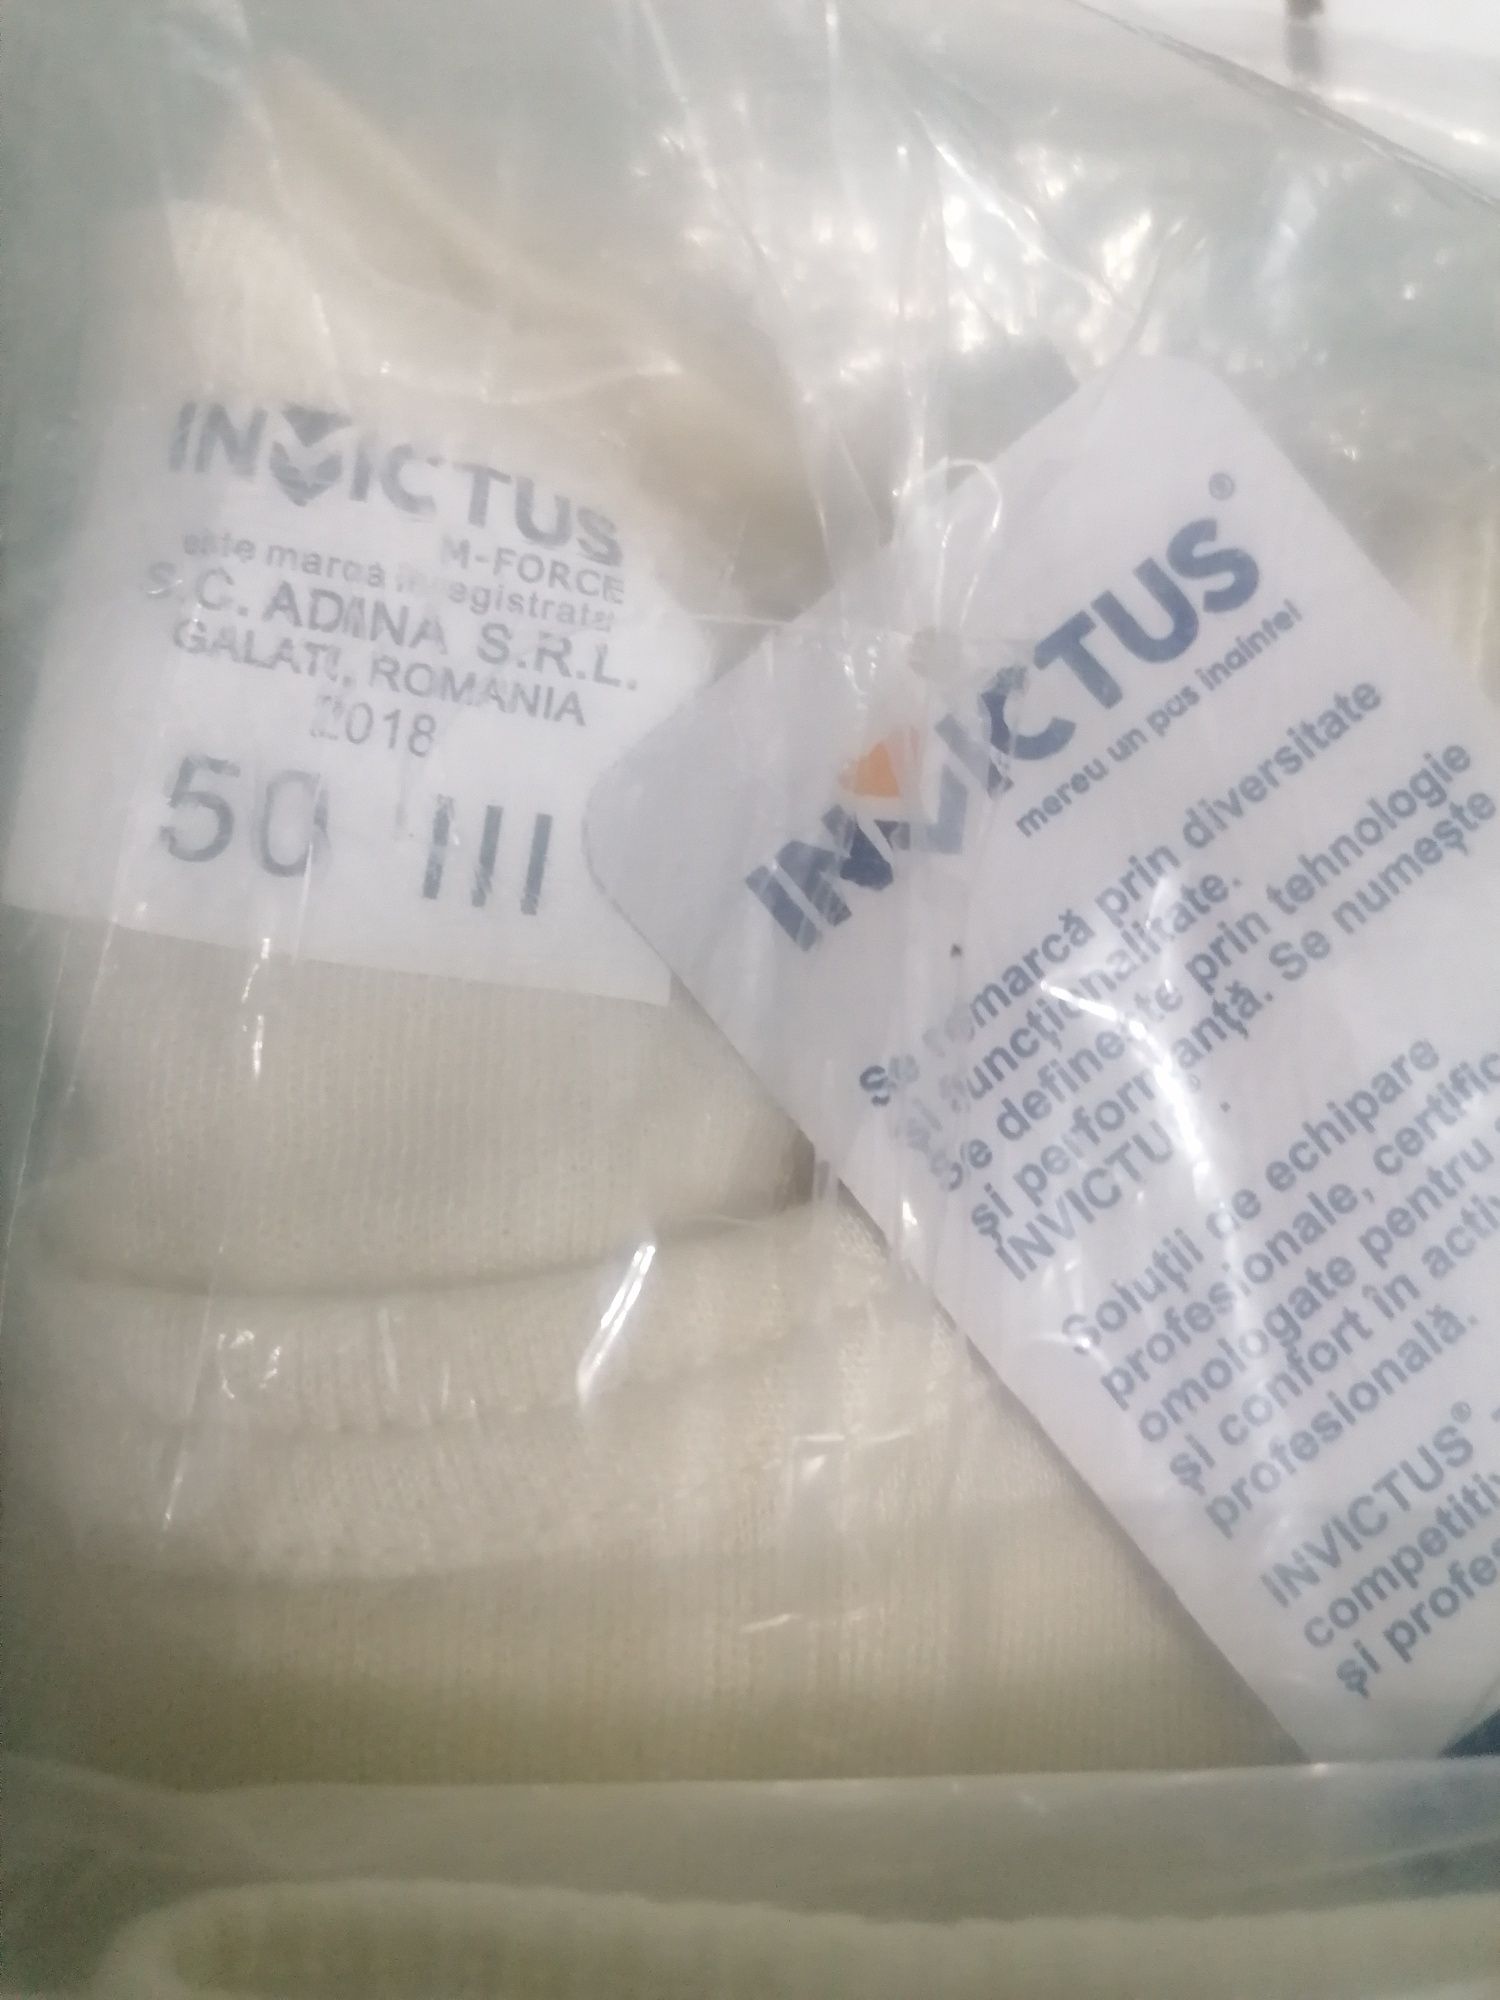 INVICTUS
M-FORCE
este marca inregistrata
S.C. ADINA S.R.L.
GALATI, ROMANIA
2018
50 III
INVICTUS®
mereu un pas înainte!
Se remarcă prin diversitate
și funcționalitate.
Se definește prin tehnologie
și performanță. Se numește
INVICTUS®.
Soluții de echipare
profesionale,
omologate pentru
și confort în
profesională.
INVICTUS®
și